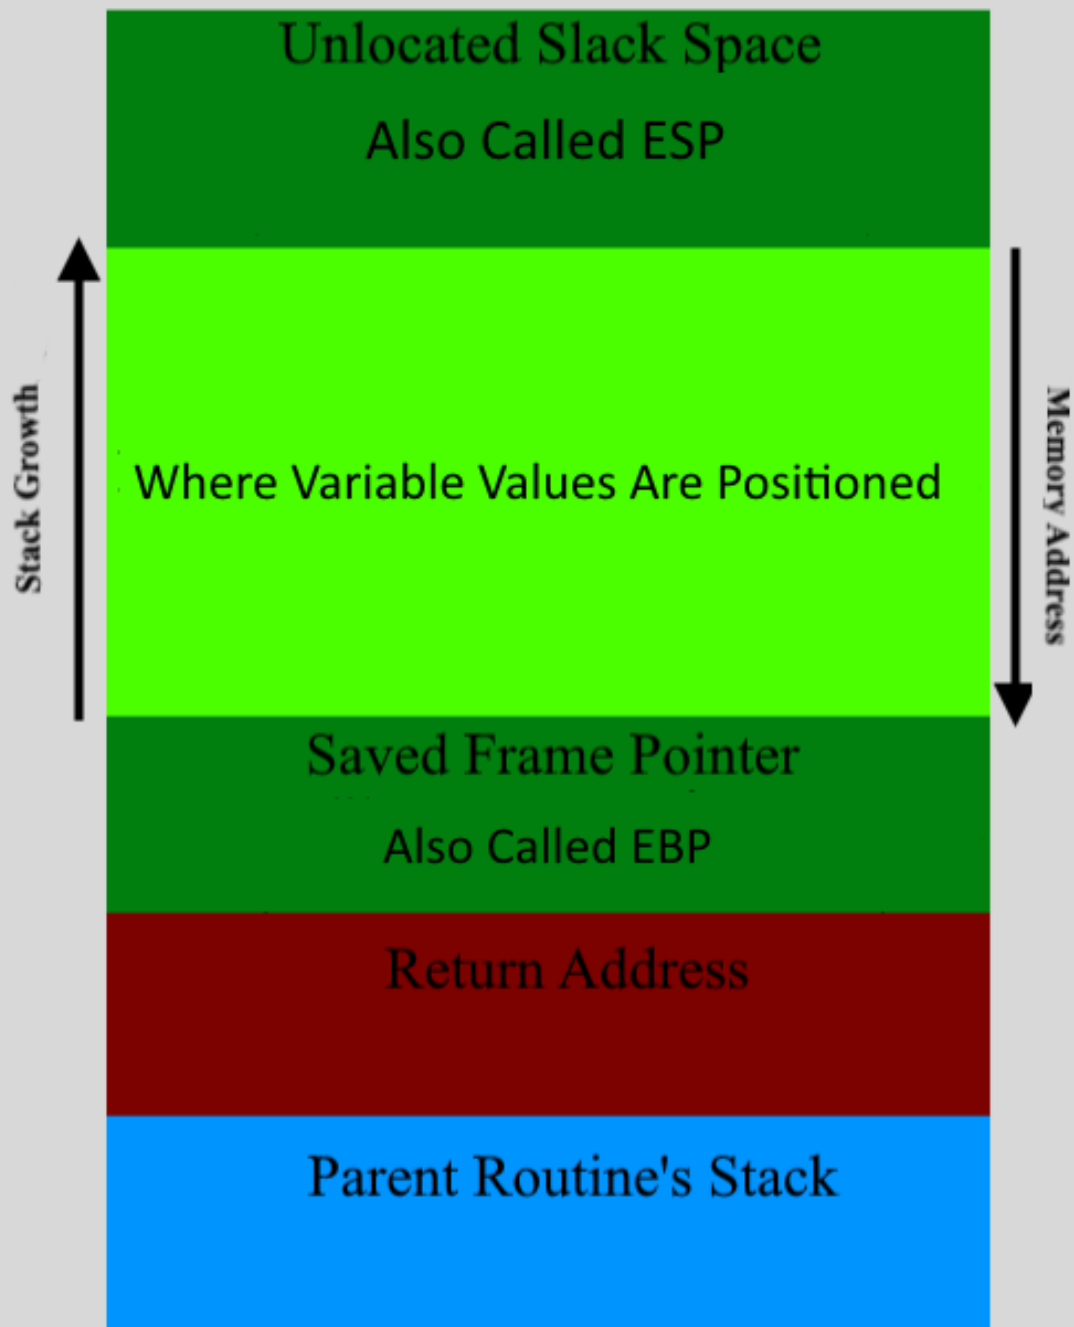 Unlocated Slack Space
Also Called ESP
Stack Growth
Memory Address
Where Variable Values Are Positioned
Saved Frame Pointer
Also Called EBP
Return Address
Parent Routine's Stack